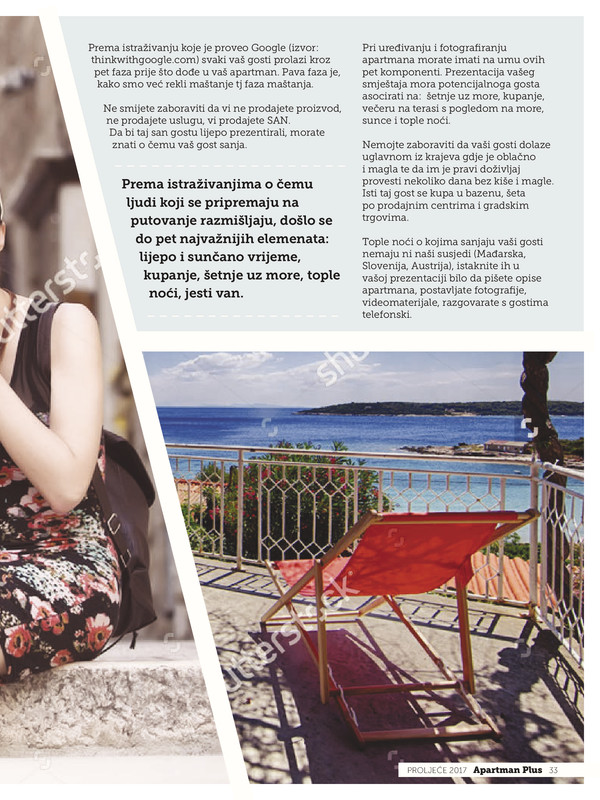 Prema istraživanju koje je proveo Google (izvor:
thinkwithgoogle.com) svaki vaš gosti prolazi kroz
pet faza prije što dođe u vaš apartman. Pava faza je,
kako smo već rekli maštanje tj faza maštanja.
Ne smijete zaboraviti da vi ne prodajete proizvod,
ne prodajete uslugu, vi prodajete SAN.
Da bi taj san gostu lijepo prezentirali, morate
znati o čemu vaš gost sanja.
Prema istraživanjima o čemu
ljudi koji se pripremaju na
putovanje razmišljaju, došlo se
do pet najvažnijih elemenata:
lijepo i sunčano vrijeme,
kupanje, šetnje uz more, tople
noći, jesti van.
Pri uređivanju i fotografiranju
apartmana morate imati na umu ovih
pet komponenti. Prezentacija vašeg
smještaja mora potencijalnoga gosta
asocirati na: šetnje uz more, kupanje,
večeru na terasi s pogledom na more,
sunce i tople noći.
Nemojte zaboraviti da vaši gosti dolaze
uglavnom iz krajeva gdje je oblačno
i magla te da im je pravi doživljaj
provesti nekoliko dana bez kiše i magle.
Isti taj gost se kupa u bazenu, šeta
po prodajnim centrima i gradskim
trgovima.
Tople noći o kojima sanjaju vaši gosti
nemaju ni naši susjedi (Mađarska,
Slovenija, Austrija), istaknite ih u
vašoj prezentaciji bilo da pišete opise
apartmana, postavljate fotografije,
videomaterijale, razgovarate s gostima
telefonski.
PROLJEĆE 2017 Apartman Plus 33